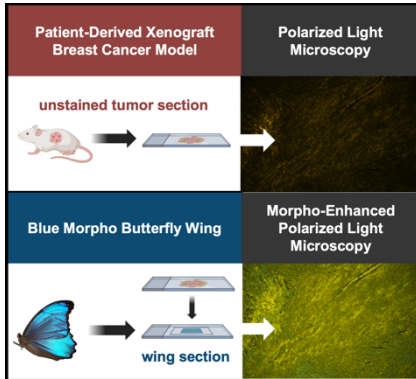 Patient-Derived Xenograft
Breast Cancer Model
Polarized Light
Microscopy
unstained tumor section
Blue Morpho Butterfly Wing
Morpho-Enhanced
Polarized Light
Microscopy
wing section